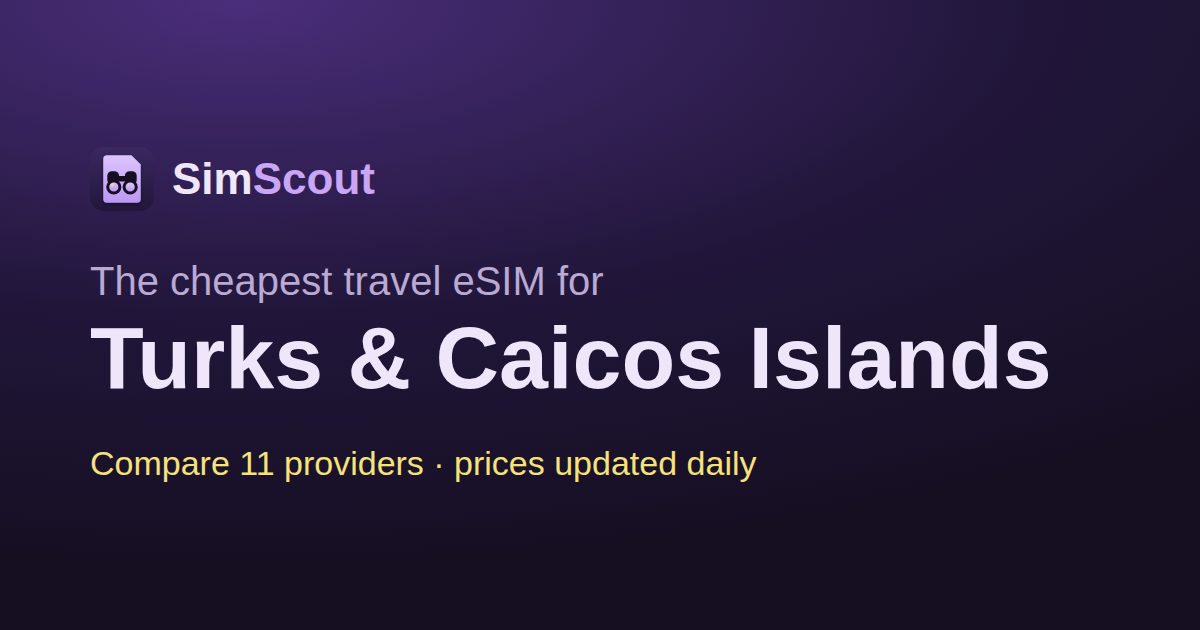 SimScout
The cheapest travel eSIM for
Turks & Caicos Islands
Compare 11 providers · prices updated daily